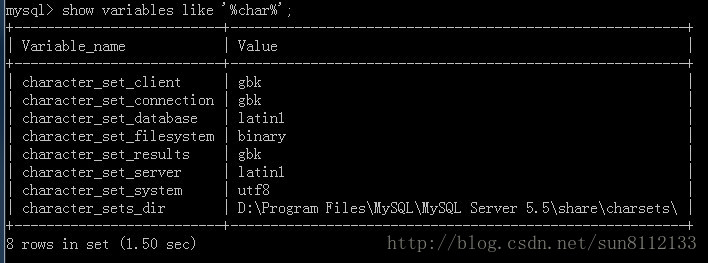 mysql> show variables like '%char%';
+--------------------------+---------------------------------------------------------+
| Variable_name            | Value                                                   |
+--------------------------+---------------------------------------------------------+
| character_set_client     | gbk                                                     |
| character_set_connection | gbk                                                     |
| character_set_database   | latin1                                                  |
| character_set_filesystem | binary                                                  |
| character_set_results    | gbk                                                     |
| character_set_server     | latin1                                                  |
| character_set_system     | utf8                                                    |
| character_sets_dir       | D:\Program Files\MySQL\MySQL Server 5.5\share\charsets\ |
+--------------------------+---------------------------------------------------------+
8 rows in set (1.50 sec)
http://blog.csdn.net/sun8112133